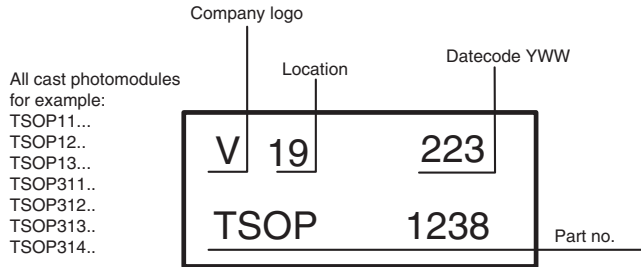 Company logo
Location
Datecode YWW
All cast photomodules
for example:
TSOP11...
TSOP12..
TSOP13...
TSOP311..
TSOP312..
TSOP313..
TSOP314..
V 19 223
TSOP 1238
Part no.